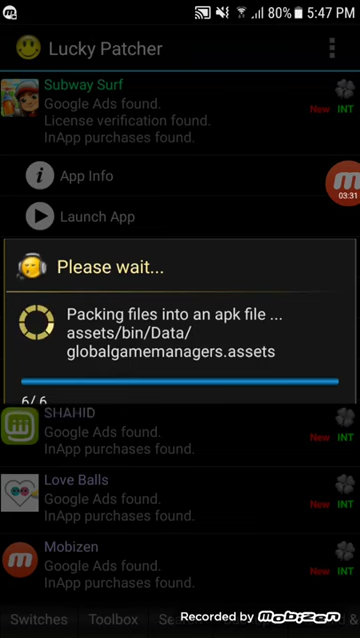 80% 5:47 PM
Lucky Patcher
Subway Surf
Google Ads found.
License verification found.
InApp purchases found.
New INT
App Info
03:31
Launch App
Please wait...
Packing files into an apk file ...
assets/bin/Data/
globalgamemanagers.assets
6/ 6
SHAHID
Google Ads found.
InApp purchases found.
New INT
Love Balls
Google Ads found.
InApp purchases found.
New INT
Mobizen
Google Ads found.
InApp purchases found.
New INT
Switches Toolbox
Recorded by mobizen